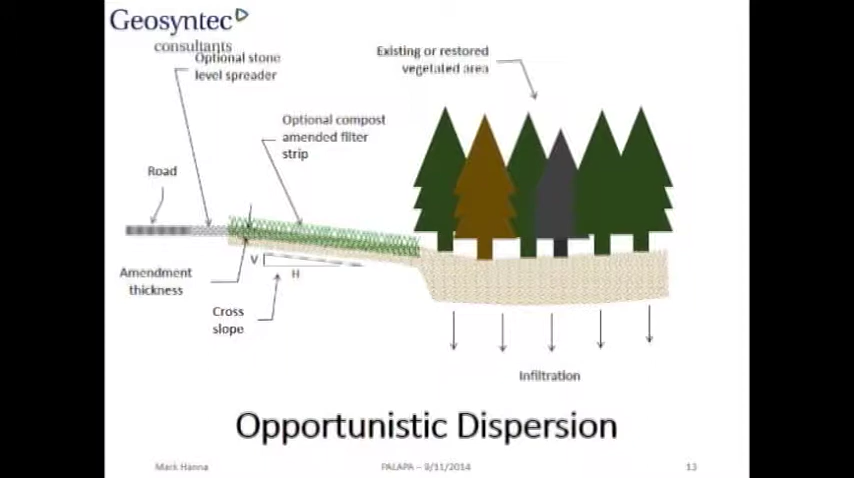 Geosyntec
consultants
Optional stone
level spreader
Existing or restored
vegetated area
Optional compost
amended filter
strip
Road
Amendment
thickness
V
H
Cross
slope
Infiltration
Opportunistic Dispersion
Mark Hanna
PALAPA – 9/11/2014
13